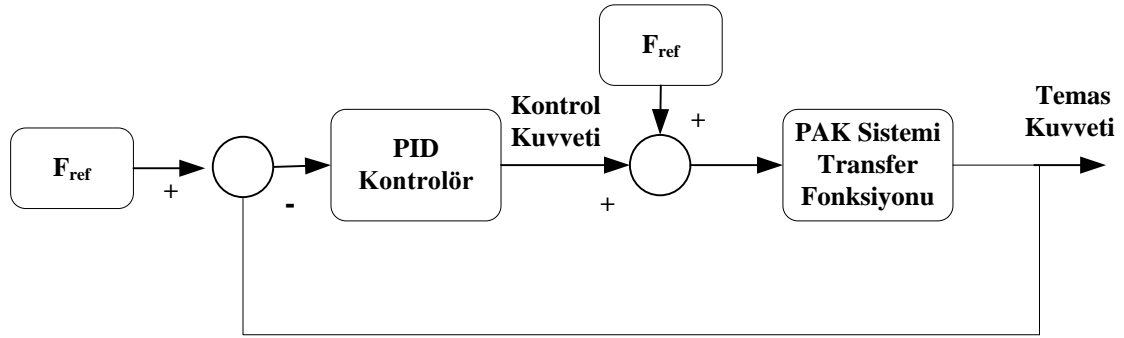 F_ref
+
-
PID
Kontrolör
Kontrol
Kuvveti
+
F_ref
+
PAK Sistemi
Transfer
Fonksiyonu
Temas
Kuvveti